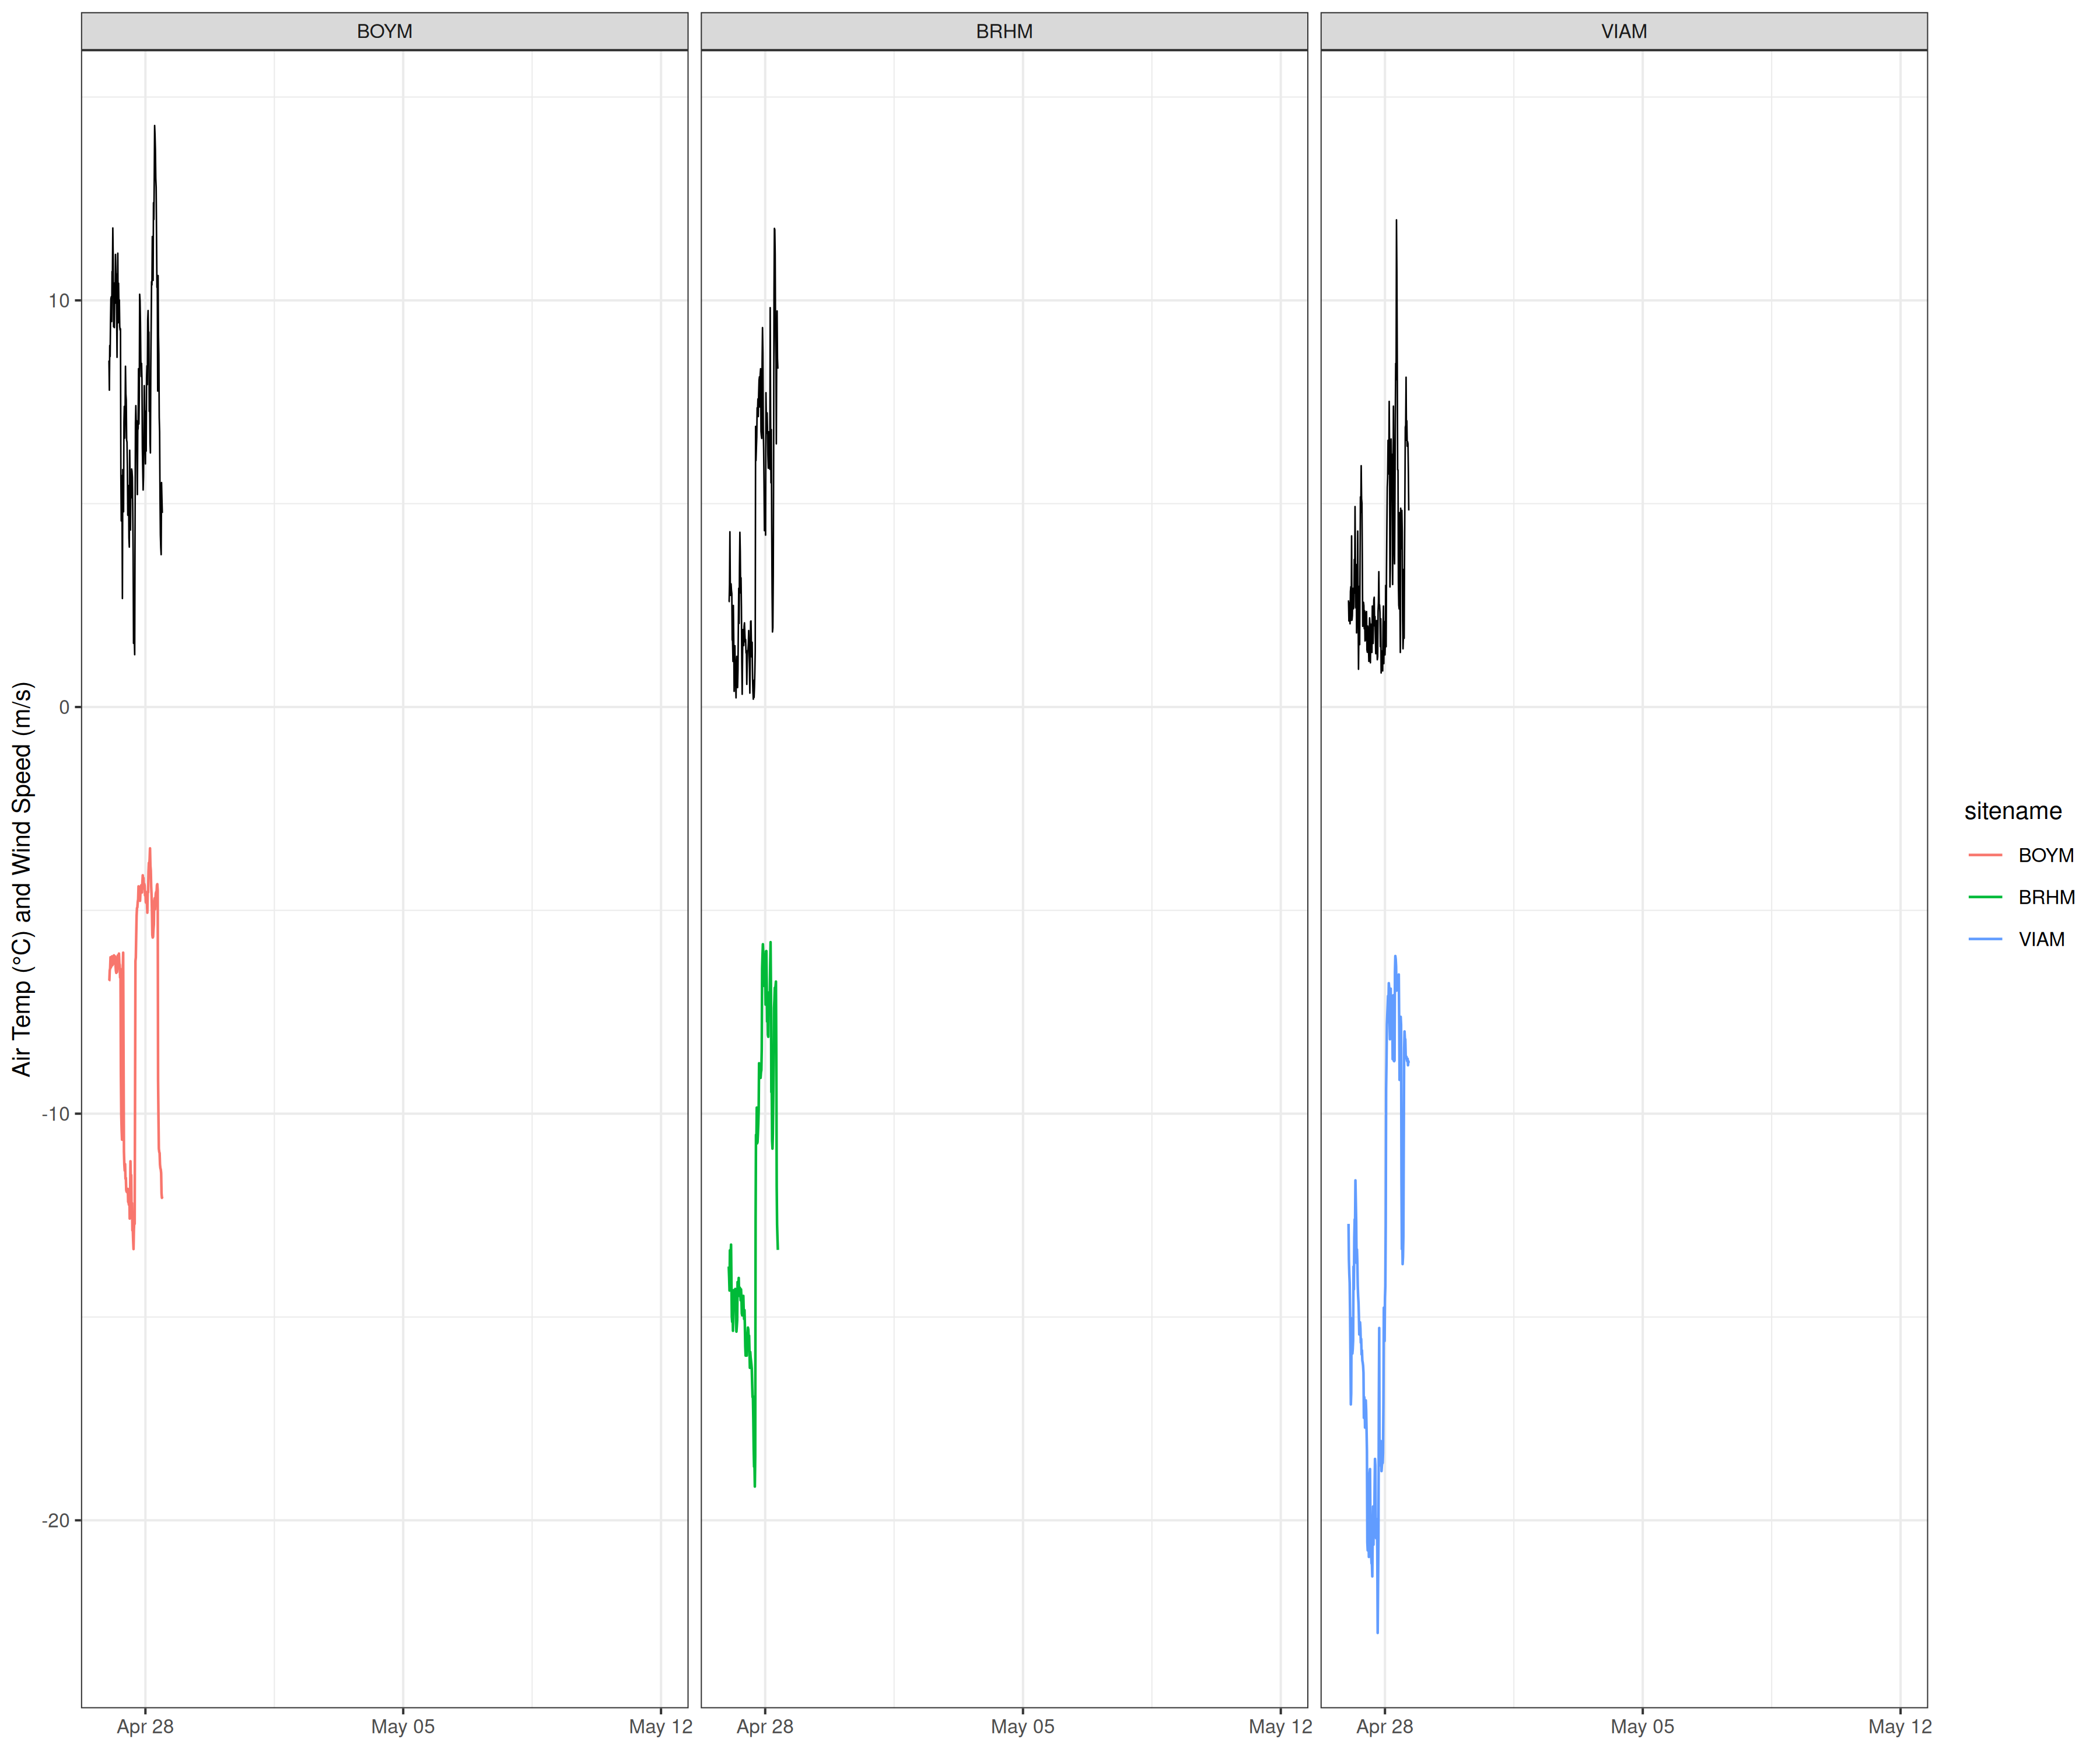 BOYM BRHM VIAM
Air Temp (°C) and Wind Speed (m/s)
10
0
-10
-20
Apr 28 May 05 May 12 Apr 28 May 05 May 12 Apr 28 May 05 May 12
sitename
BOYM
BRHM
VIAM